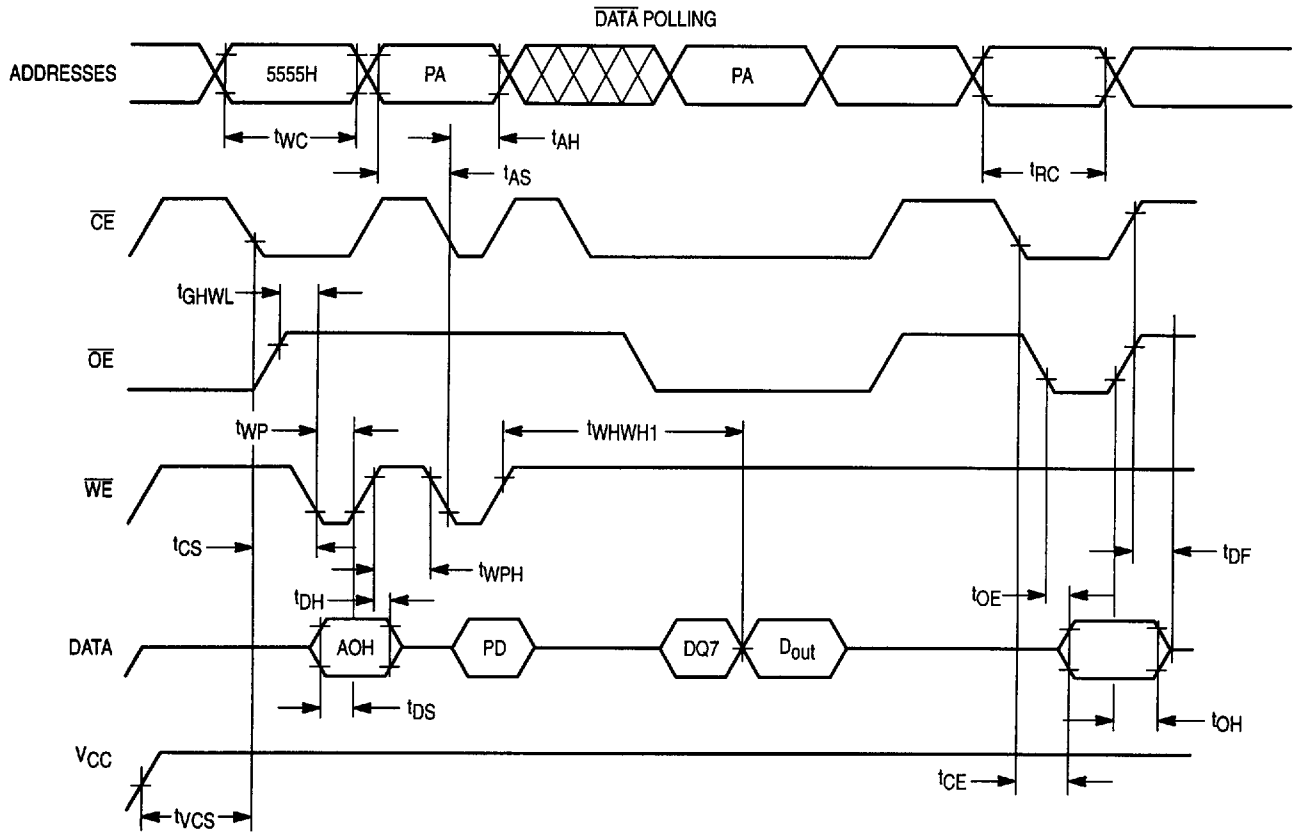 DATA POLLING
ADDRESSES
5555H
PA
PA
tWC
tAH
tAS
tRC
CE
tGHWL
OE
tWP
tWHWH1
WE
tCS
tWPH
tDF
tDH
tOE
DATA
AOH
PD
DQ7
Dout
tDS
tOH
VCC
tCE
tVCS